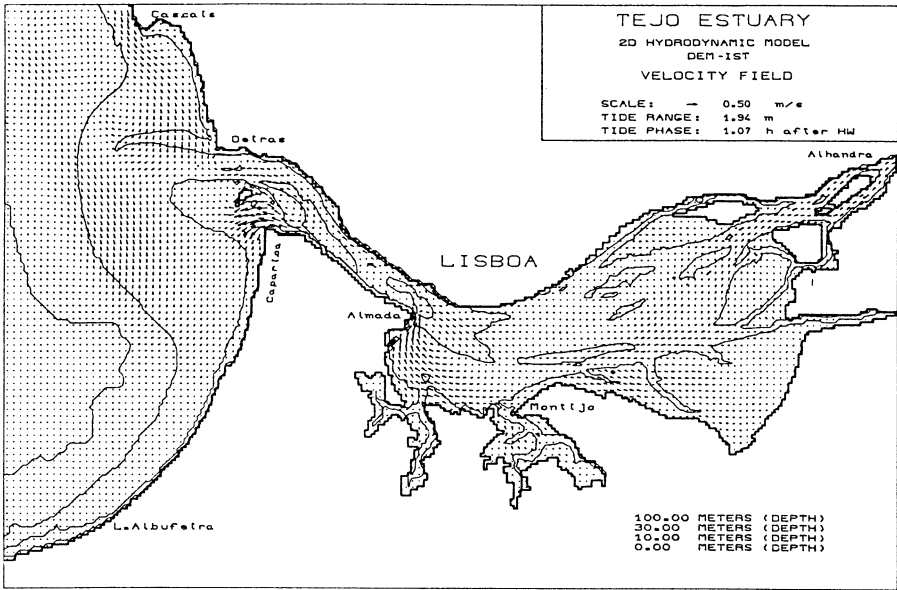 TEJO ESTUARY
2D HYDRODYNAMIC MODEL
DEM-IST
VELOCITY FIELD
SCALE: → 0.50 m/s
TIDE RANGE: 1.94 m
TIDE PHASE: 1.07 h after HW
Cascais
Oeiras
Alhandra
LISBOA
Caparica
Almada
Montijo
L.Albufeira
100.00 METERS (DEPTH)
30.00 METERS (DEPTH)
10.00 METERS (DEPTH)
0.00 METERS (DEPTH)